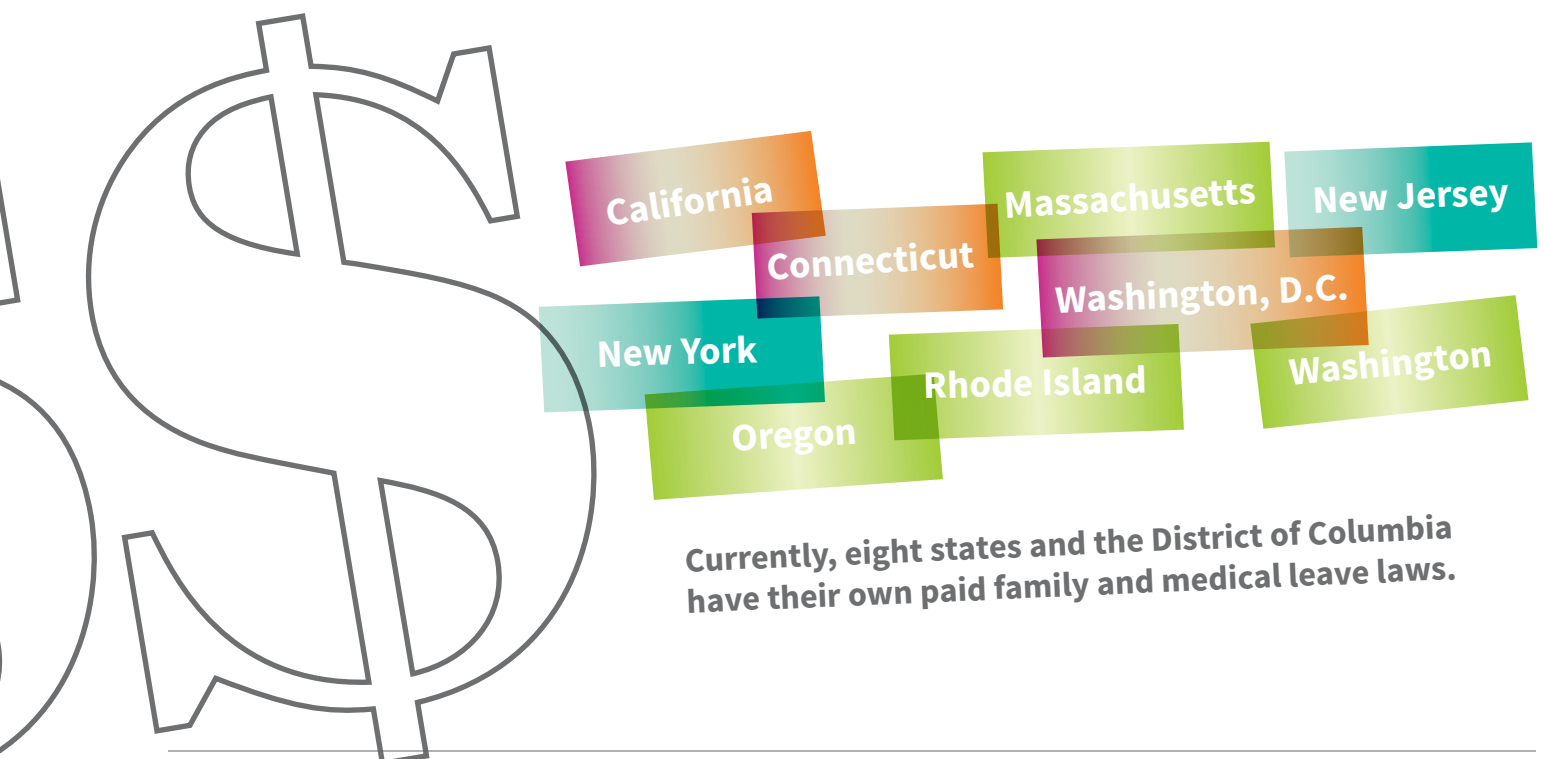 California
Massachusetts
New Jersey
Connecticut
Washington, D.C.
New York
Rhode Island
Washington
Oregon
Currently, eight states and the District of Columbia
have their own paid family and medical leave laws.